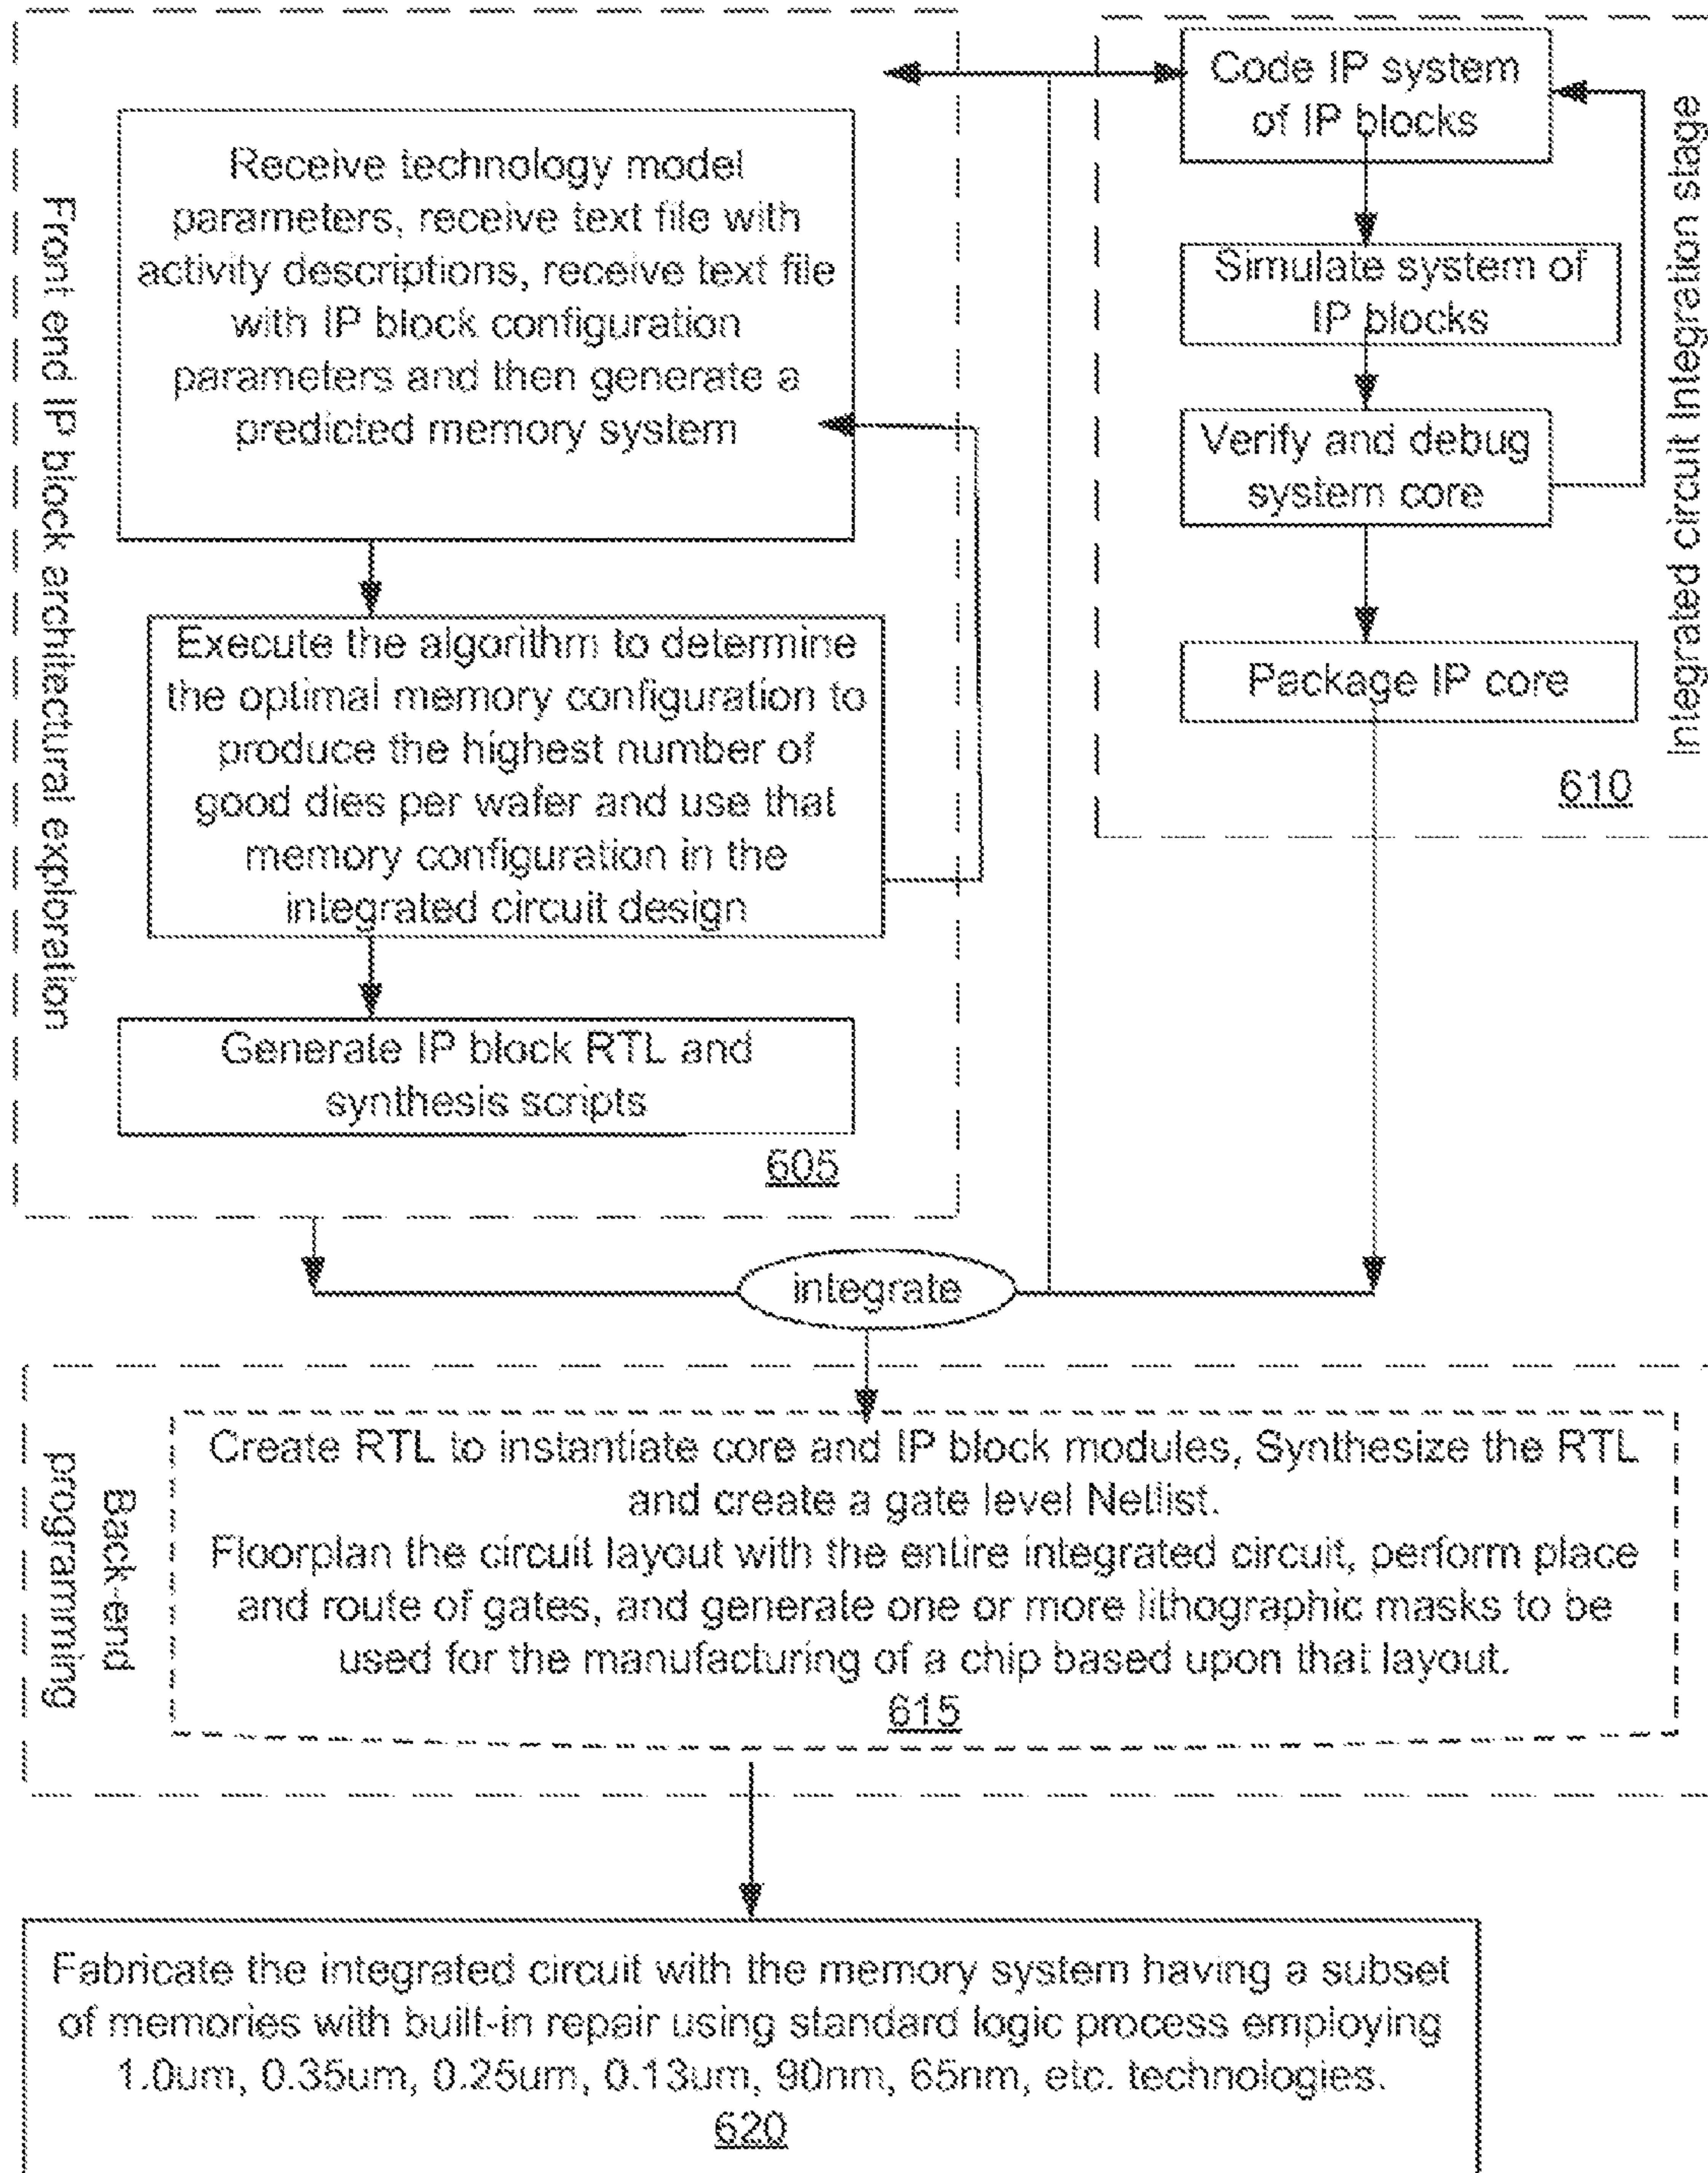 Front end IP block architectural exploration
Receive technology model
parameters, receive text file with
activity descriptions, receive text file
with IP block configuration
parameters and then generate a
predicted memory system
Execute the algorithm to determine
the optimal memory configuration to
produce the highest number of
good dies per wafer and use that
memory configuration in the
integrated circuit design
Generate IP block RTL and
synthesis scripts
605
Code IP system
of IP blocks
Simulate system of
IP blocks
Verify and debug
system core
Package IP core
610
Integrated circuit Integration stage
integrate
Back-end
programming
Create RTL to instantiate core and IP block modules, Synthesize the RTL
and create a gate level Netlist.
Floorplan the circuit layout with the entire integrated circuit, perform place
and route of gates, and generate one or more lithographic masks to be
used for the manufacturing of a chip based upon that layout.
615
Fabricate the integrated circuit with the memory system having a subset
of memories with built-in repair using standard logic process employing
1.0um, 0.35um, 0.25um, 0.13um, 90nm, 65nm, etc. technologies.
620